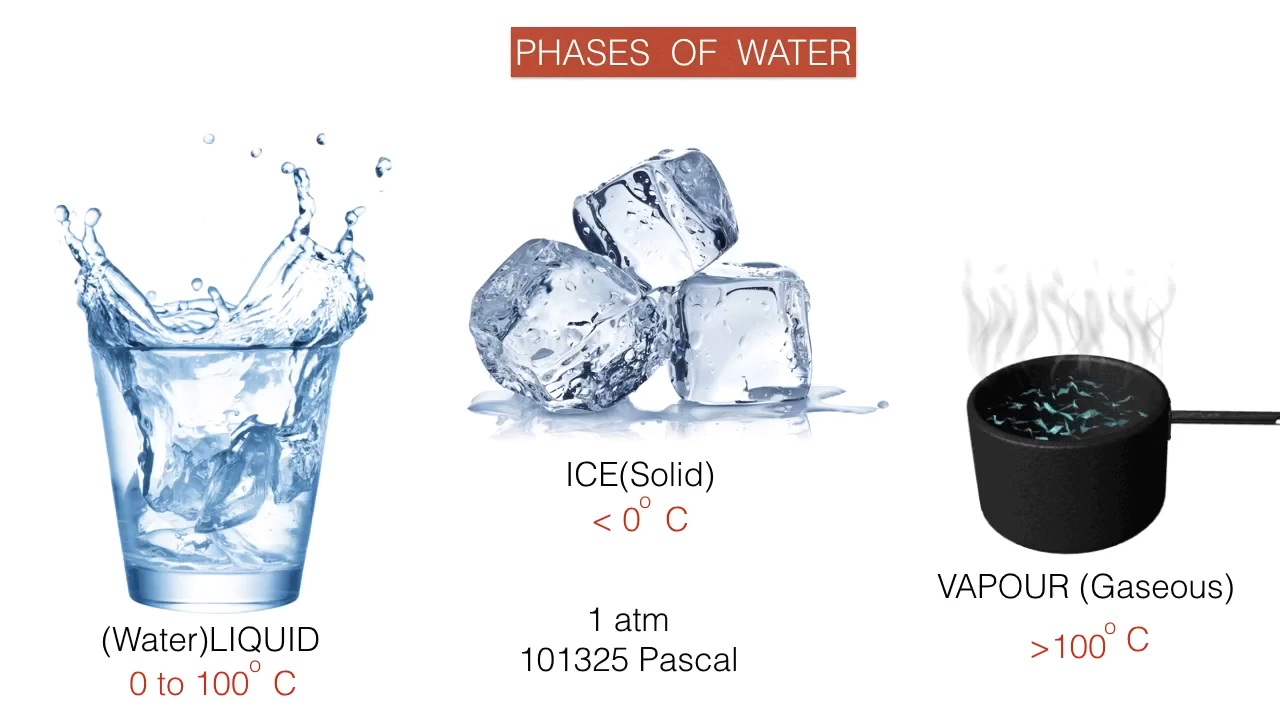 PHASES OF WATER
(Water)LIQUID
0 to 100° C
ICE(Solid)
< 0° C
1 atm
101325 Pascal
VAPOUR (Gaseous)
>100° C